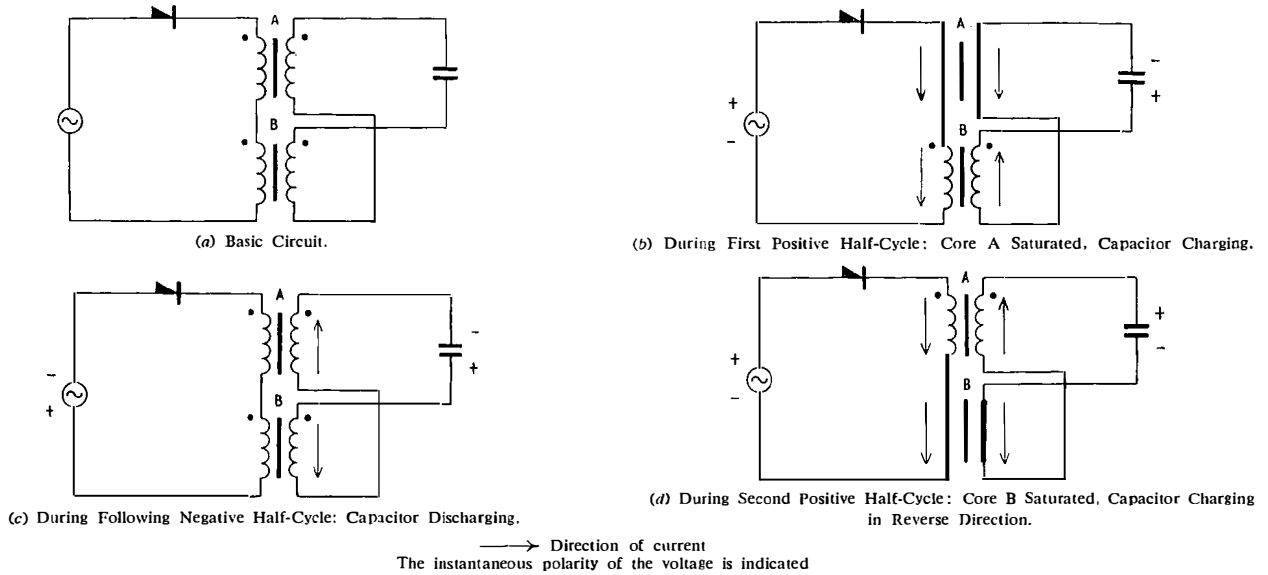 A
B
(a) Basic Circuit.
A
B
+
-
-
+
(b) During First Positive Half-Cycle: Core A Saturated, Capacitor Charging.
A
B
-
+
-
+
(c) During Following Negative Half-Cycle: Capacitor Discharging.
A
B
+
-
+
-
(d) During Second Positive Half-Cycle: Core B Saturated, Capacitor Charging
in Reverse Direction.
Direction of current
The instantaneous polarity of the voltage is indicated